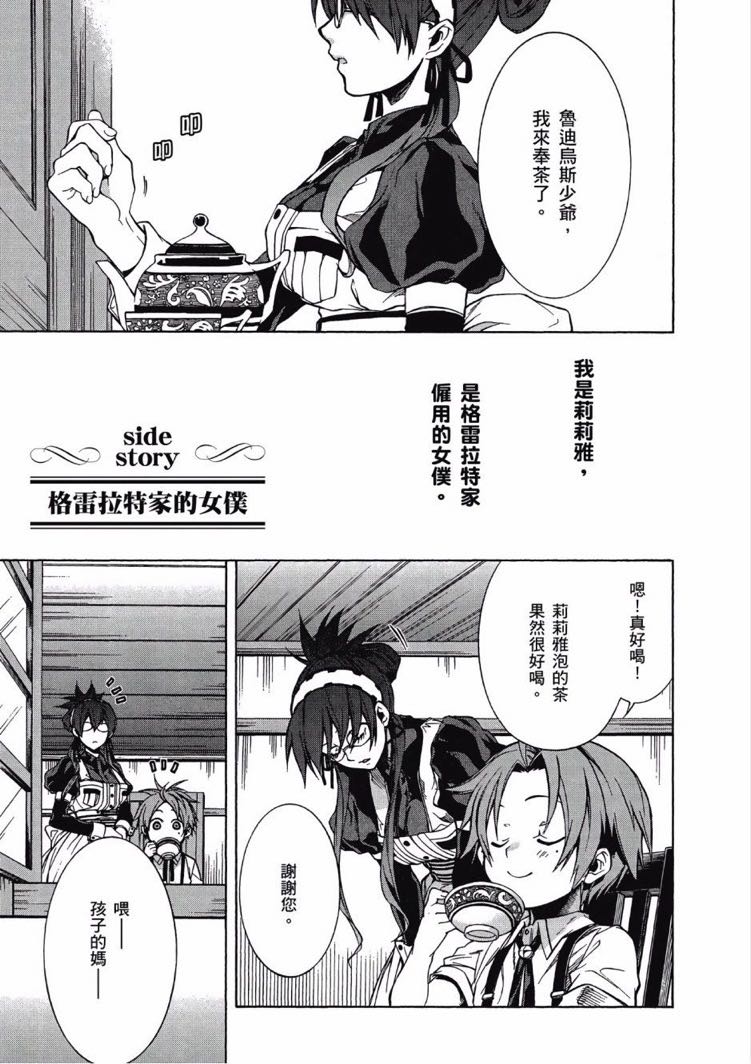 魯迪烏斯少爺，
我來奉茶了。
叩
叩
我是莉莉雅，
是格雷拉特家
僱用的女僕。
side
story
格雷拉特家的女僕
嗯！真好喝！
莉莉雅泡的茶
果然很好喝。
謝謝您。
喂——
孩子的媽——